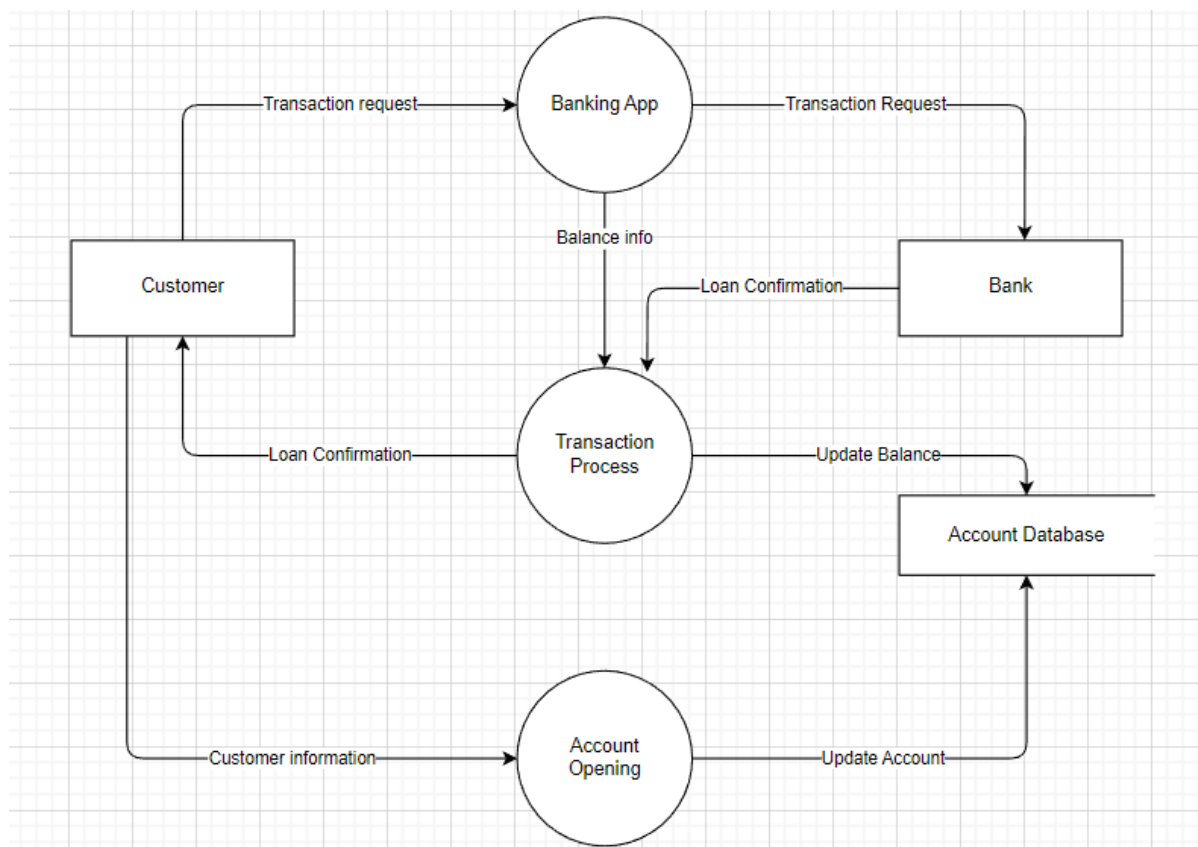 Transaction request
Banking App
Transaction Request
Balance info
Customer
Loan Confirmation
Bank
Loan Confirmation
Transaction
Process
Update Balance
Account Database
Customer information
Account
Opening
Update Account